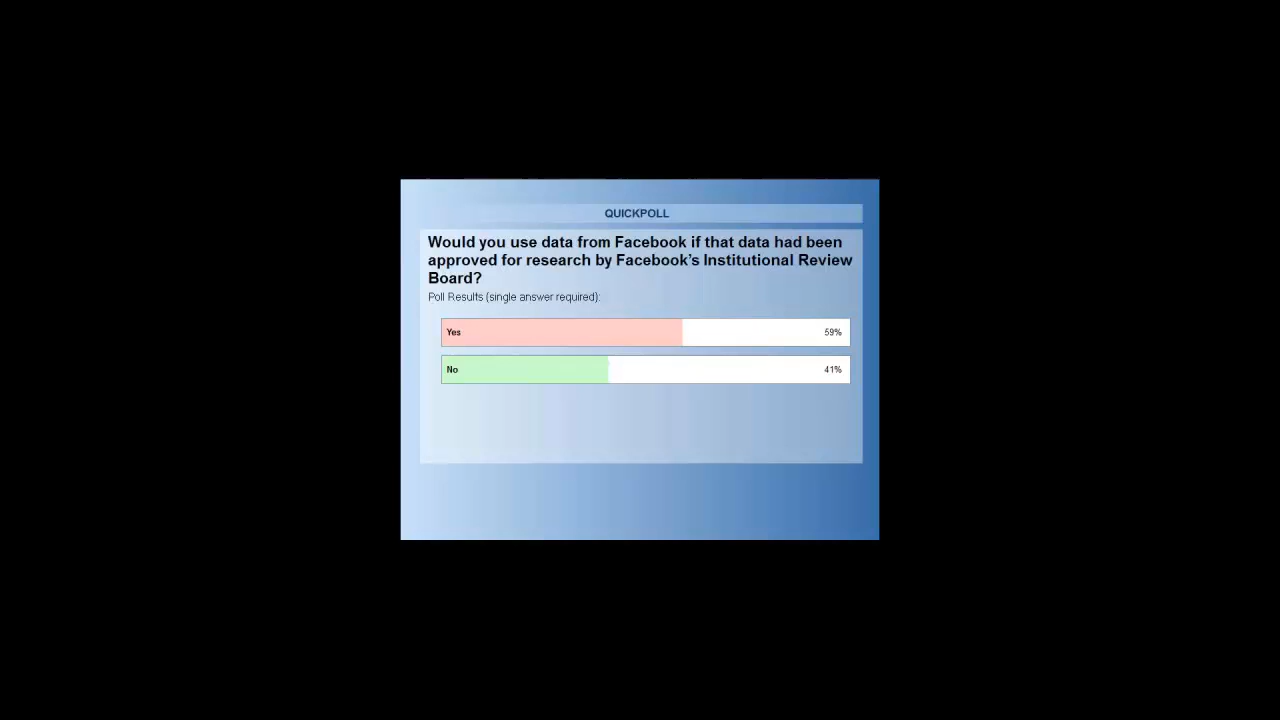 QUICKPOLL
Would you use data from Facebook if that data had been
approved for research by Facebook's Institutional Review
Board?
Poll Results (single answer required):
Yes 59%
No 41%